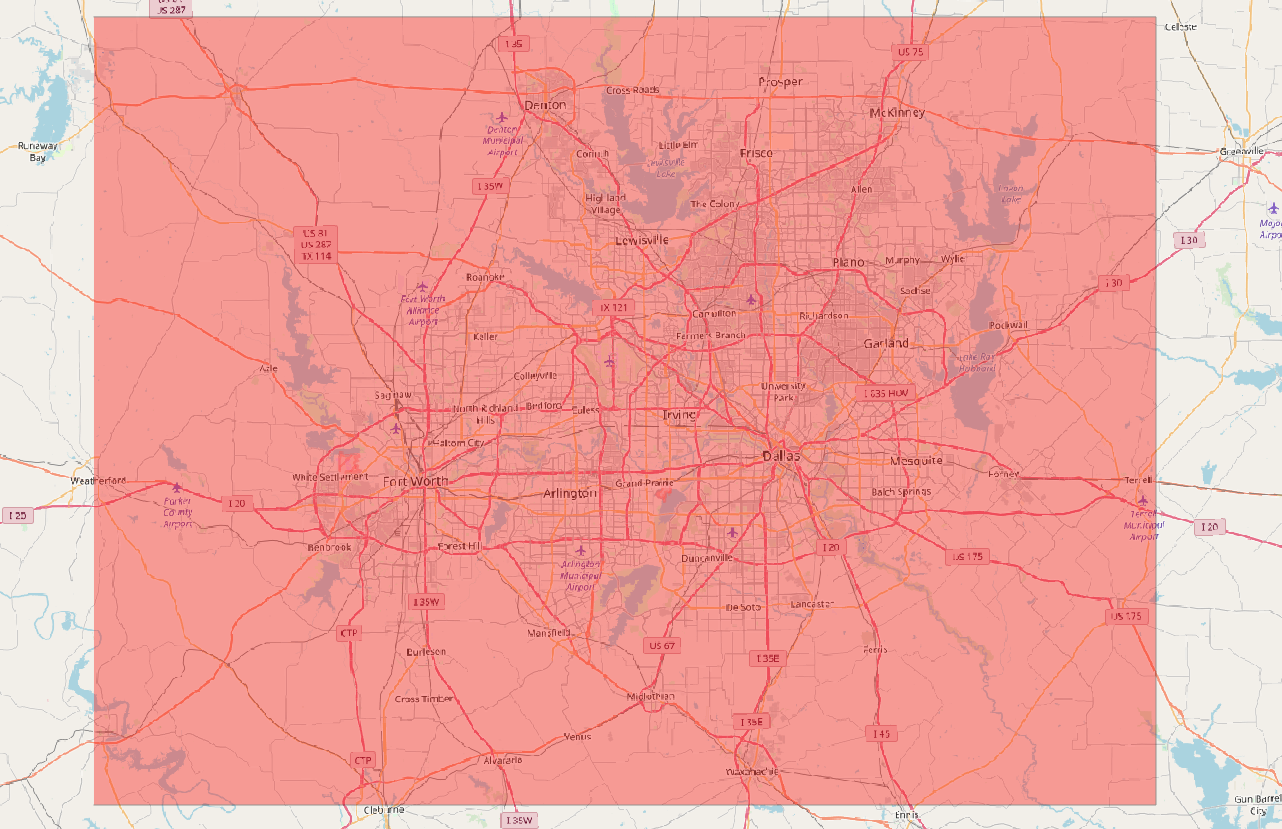 US 287
Celeste
I 35
US 75
Prosper
Cross Roads
Denton
McKinney
Denton
Municipal
Airport
Runaway
Bay
Little Elm
Frisco
Greenville
Corinth
Lewisville
Lake
I 35W
Allen
Lavon
Lake
Highland
Village
The Colony
US 81
US 287
TX 114
Lewisville
I 30
Plano
Murphy
Wylie
Roanoke
I 30
Sachse
Fort Worth
Alliance
Airport
TX 121
Carrollton
Richardson
Rockwall
Keller
Farmers Branch
Garland
Lake Ray
Hubbard
Azle
Colleyville
University
Park
I 635 HOV
Saginaw
North Richland
Hills
Bedford
Euless
Irving
Haltom City
Dallas
Mesquite
White Settlement
Fort Worth
Grand Prairie
Forney
Weatherford
Terrell
Arlington
Balch Springs
Parker
County
Airport
I 20
I 20
Terrell
Municipal
Airport
I 20
Benbrook
Forest Hill
I 20
Duncanville
US 175
Arlington
Municipal
Airport
I 35W
De Soto
Lancaster
US 175
CTP
Mansfield
US 67
Ferris
Burleson
I 35E
Cross Timber
Midlothian
I 35E
Venus
I 45
CTP
Alvarado
Waxahachie
Cleburne
I 35W
Ennis
Gun Barrel
City